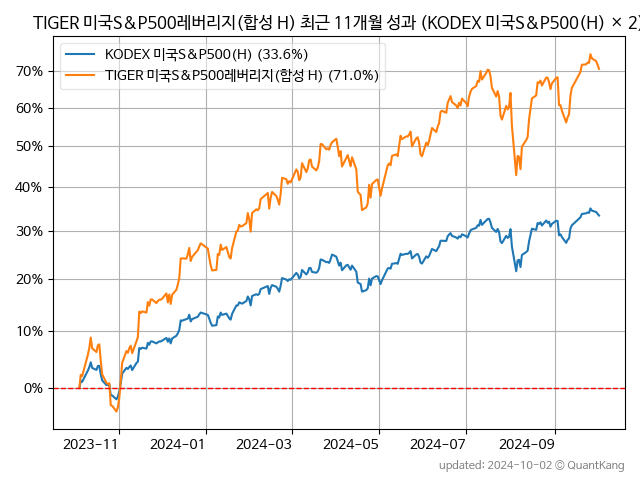 TIGER 미국S&P500레버리지(합성 H) 최근 11개월 성과 (KODEX 미국S&P500(H) × 2)
KODEX 미국S&P500(H) (33.6%)
TIGER 미국S&P500레버리지(합성 H) (71.0%)
70%
60%
50%
40%
30%
20%
10%
0%
2023-11 2024-01 2024-03 2024-05 2024-07 2024-09
updated: 2024-10-02 © QuantKang